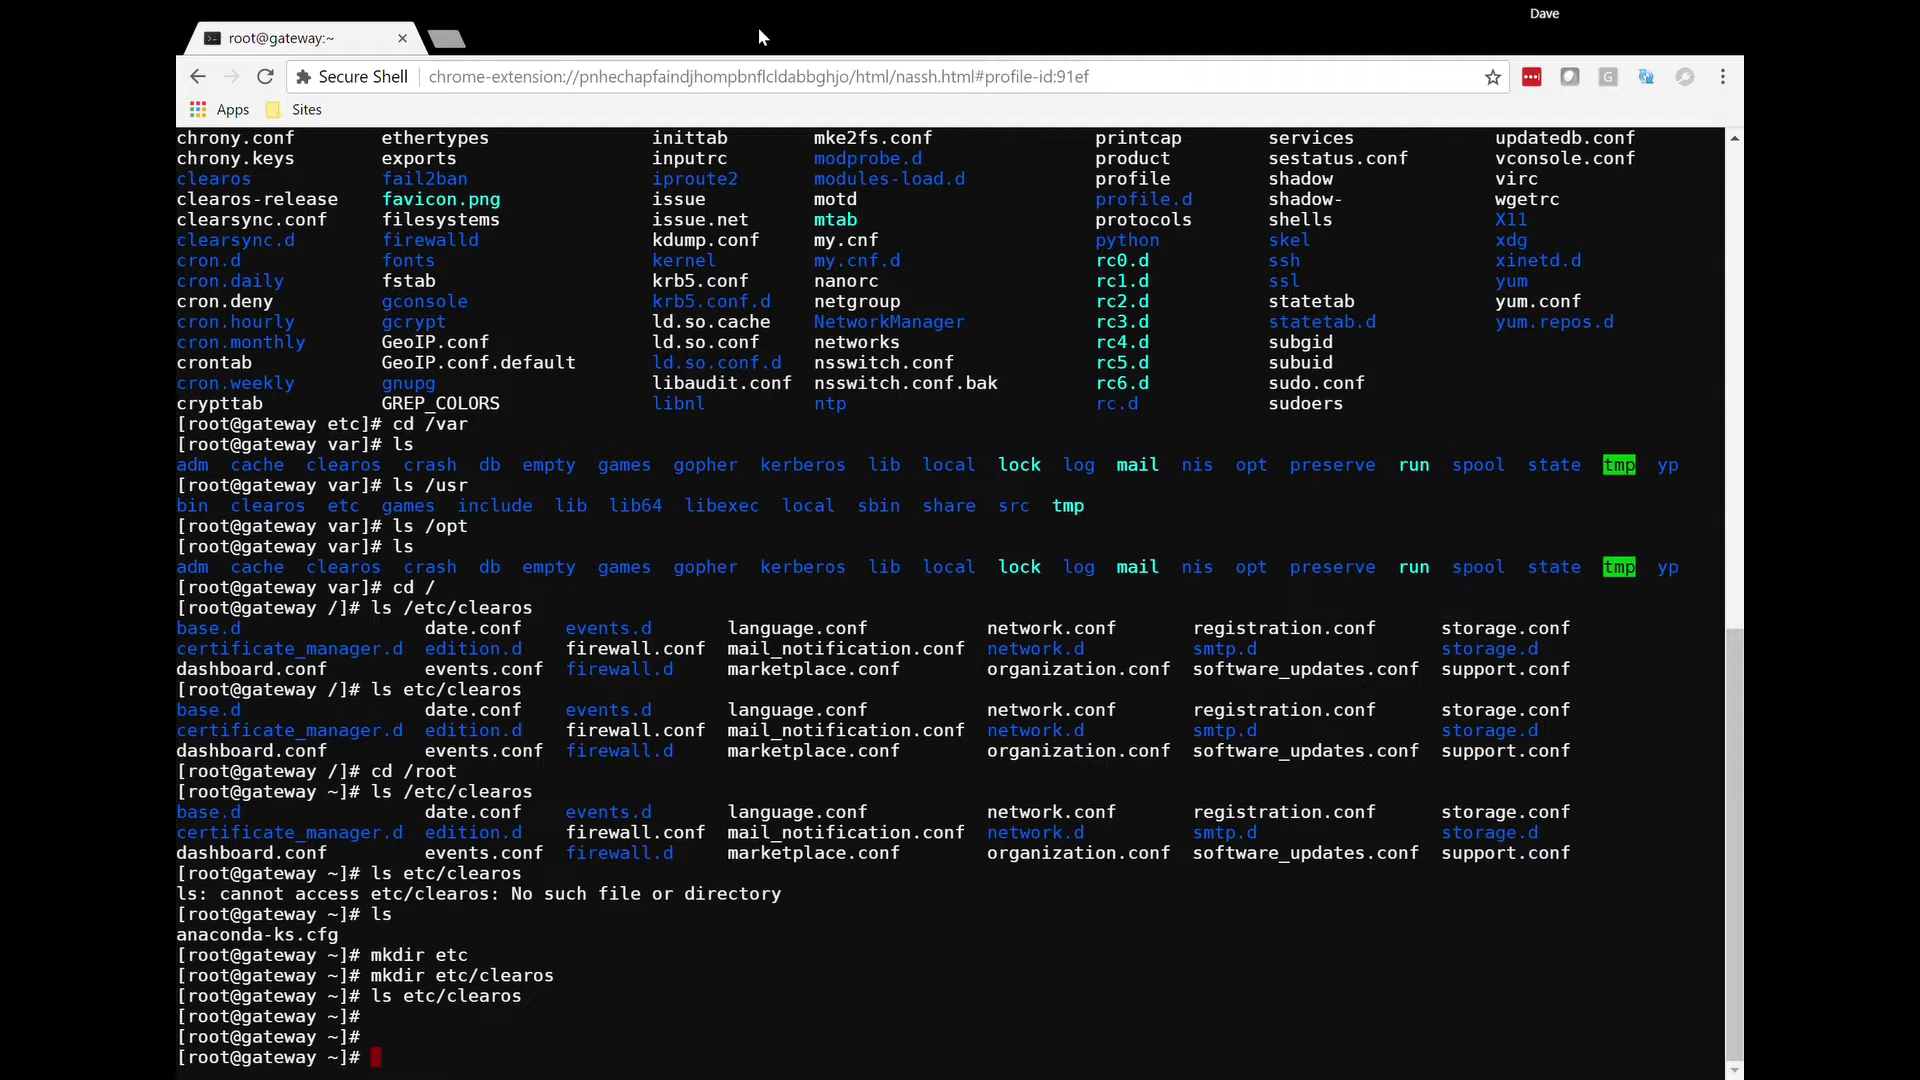 Dave
root@gateway:~
Secure Shell chrome-extension://pnhechapfaindjhompbnflcldabbghjo/html/nassh.html#profile-id:91ef
Apps Sites
chrony.conf ethertypes inittab mke2fs.conf printcap services updatedb.conf
chrony.keys exports inputrc modprobe.d product sestatus.conf vconsole.conf
clearos fail2ban iproute2 modules-load.d profile shadow virc
clearos-release favicon.png issue motd profile.d shadow- wgetrc
clearsync.conf filesystems issue.net mtab protocols shells X11
clearsync.d firewalld kdump.conf my.cnf python skel xdg
cron.d fonts kernel my.cnf.d rc0.d ssh xinetd.d
cron.daily fstab krb5.conf nanorc rc1.d ssl yum
cron.deny gconsole krb5.conf.d netgroup rc2.d statetab yum.conf
cron.hourly gcrypt ld.so.cache NetworkManager rc3.d statetab.d yum.repos.d
cron.monthly GeoIP.conf ld.so.conf networks rc4.d subgid
crontab GeoIP.conf.default ld.so.conf.d nsswitch.conf rc5.d subuid
cron.weekly gnupg libaudit.conf nsswitch.conf.bak rc6.d sudo.conf
crypttab GREP_COLORS libnl ntp rc.d sudoers
[root@gateway etc]# cd /var
[root@gateway var]# ls
adm cache clearos crash db empty games gopher kerberos lib local lock log mail nis opt preserve run spool state tmp yp
[root@gateway var]# ls /usr
bin clearos etc games include lib lib64 libexec local sbin share src tmp
[root@gateway var]# ls /opt
[root@gateway var]# ls
adm cache clearos crash db empty games gopher kerberos lib local lock log mail nis opt preserve run spool state tmp yp
[root@gateway var]# cd /
[root@gateway /]# ls /etc/clearos
base.d date.conf events.d language.conf network.conf registration.conf storage.conf
certificate_manager.d edition.d firewall.conf mail_notification.conf network.d smtp.d storage.d
dashboard.conf events.conf firewall.d marketplace.conf organization.conf software_updates.conf support.conf
[root@gateway /]# ls etc/clearos
base.d date.conf events.d language.conf network.conf registration.conf storage.conf
certificate_manager.d edition.d firewall.conf mail_notification.conf network.d smtp.d storage.d
dashboard.conf events.conf firewall.d marketplace.conf organization.conf software_updates.conf support.conf
[root@gateway /]# cd /root
[root@gateway ~]# ls /etc/clearos
base.d date.conf events.d language.conf network.conf registration.conf storage.conf
certificate_manager.d edition.d firewall.conf mail_notification.conf network.d smtp.d storage.d
dashboard.conf events.conf firewall.d marketplace.conf organization.conf software_updates.conf support.conf
[root@gateway ~]# ls etc/clearos
ls: cannot access etc/clearos: No such file or directory
[root@gateway ~]# ls
anaconda-ks.cfg
[root@gateway ~]# mkdir etc
[root@gateway ~]# mkdir etc/clearos
[root@gateway ~]# ls etc/clearos
[root@gateway ~]#
[root@gateway ~]#
[root@gateway ~]#